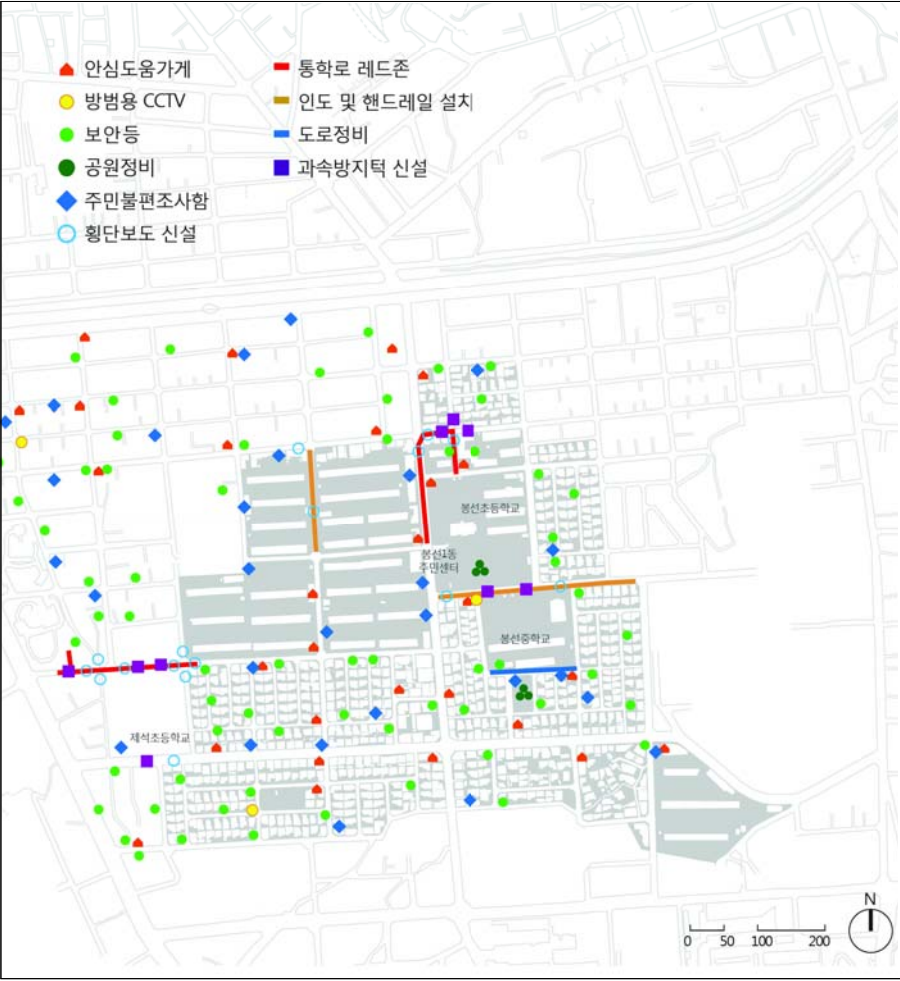 안심도움가게
방범용 CCTV
보안등
공원정비
주민불편조사함
횡단보도 신설
통학로 레드존
인도 및 핸드레일 설치
도로정비
과속방지턱 신설
봉선초등학교
봉선1동
주민센터
봉선중학교
제석초등학교
N
0 50 100 200